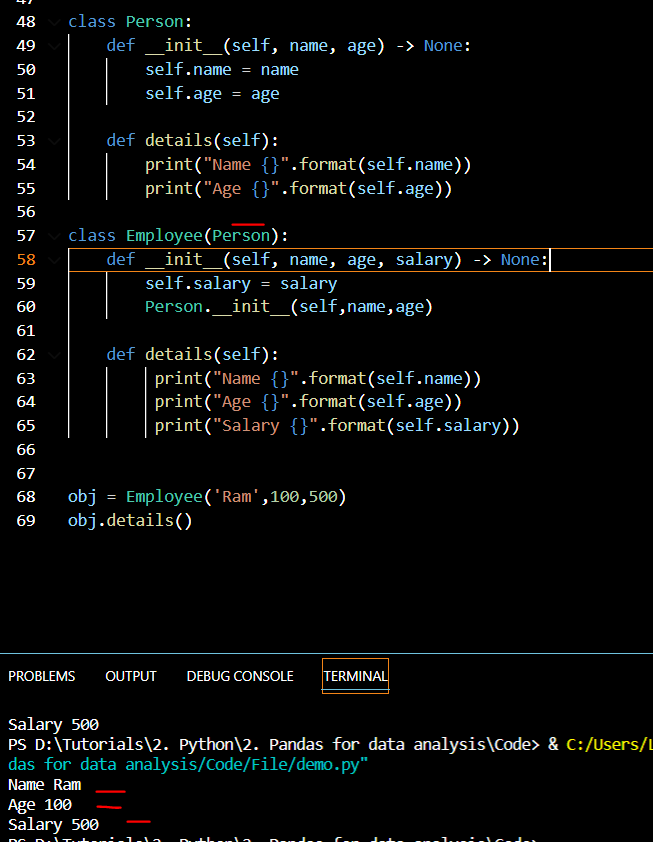 47
48 class Person:
49 def __init__(self, name, age) -> None:
50 self.name = name
51 self.age = age
52
53 def details(self):
54 print("Name {}".format(self.name))
55 print("Age {}".format(self.age))
56
57 class Employee(Person):
58 def __init__(self, name, age, salary) -> None:
59 self.salary = salary
60 Person.__init__(self,name,age)
61
62 def details(self):
63 print("Name {}".format(self.name))
64 print("Age {}".format(self.age))
65 print("Salary {}".format(self.salary))
66
67
68 obj = Employee('Ram',100,500)
69 obj.details()
PROBLEMS OUTPUT DEBUG CONSOLE TERMINAL
Salary 500
PS D:\Tutorials\2. Python\2. Pandas for data analysis\Code> & C:/Users/L
das for data analysis/Code/File/demo.py"
Name Ram
Age 100
Salary 500
PS D:\Tutorials\2. Python\2. Pandas for data analysis\Code>